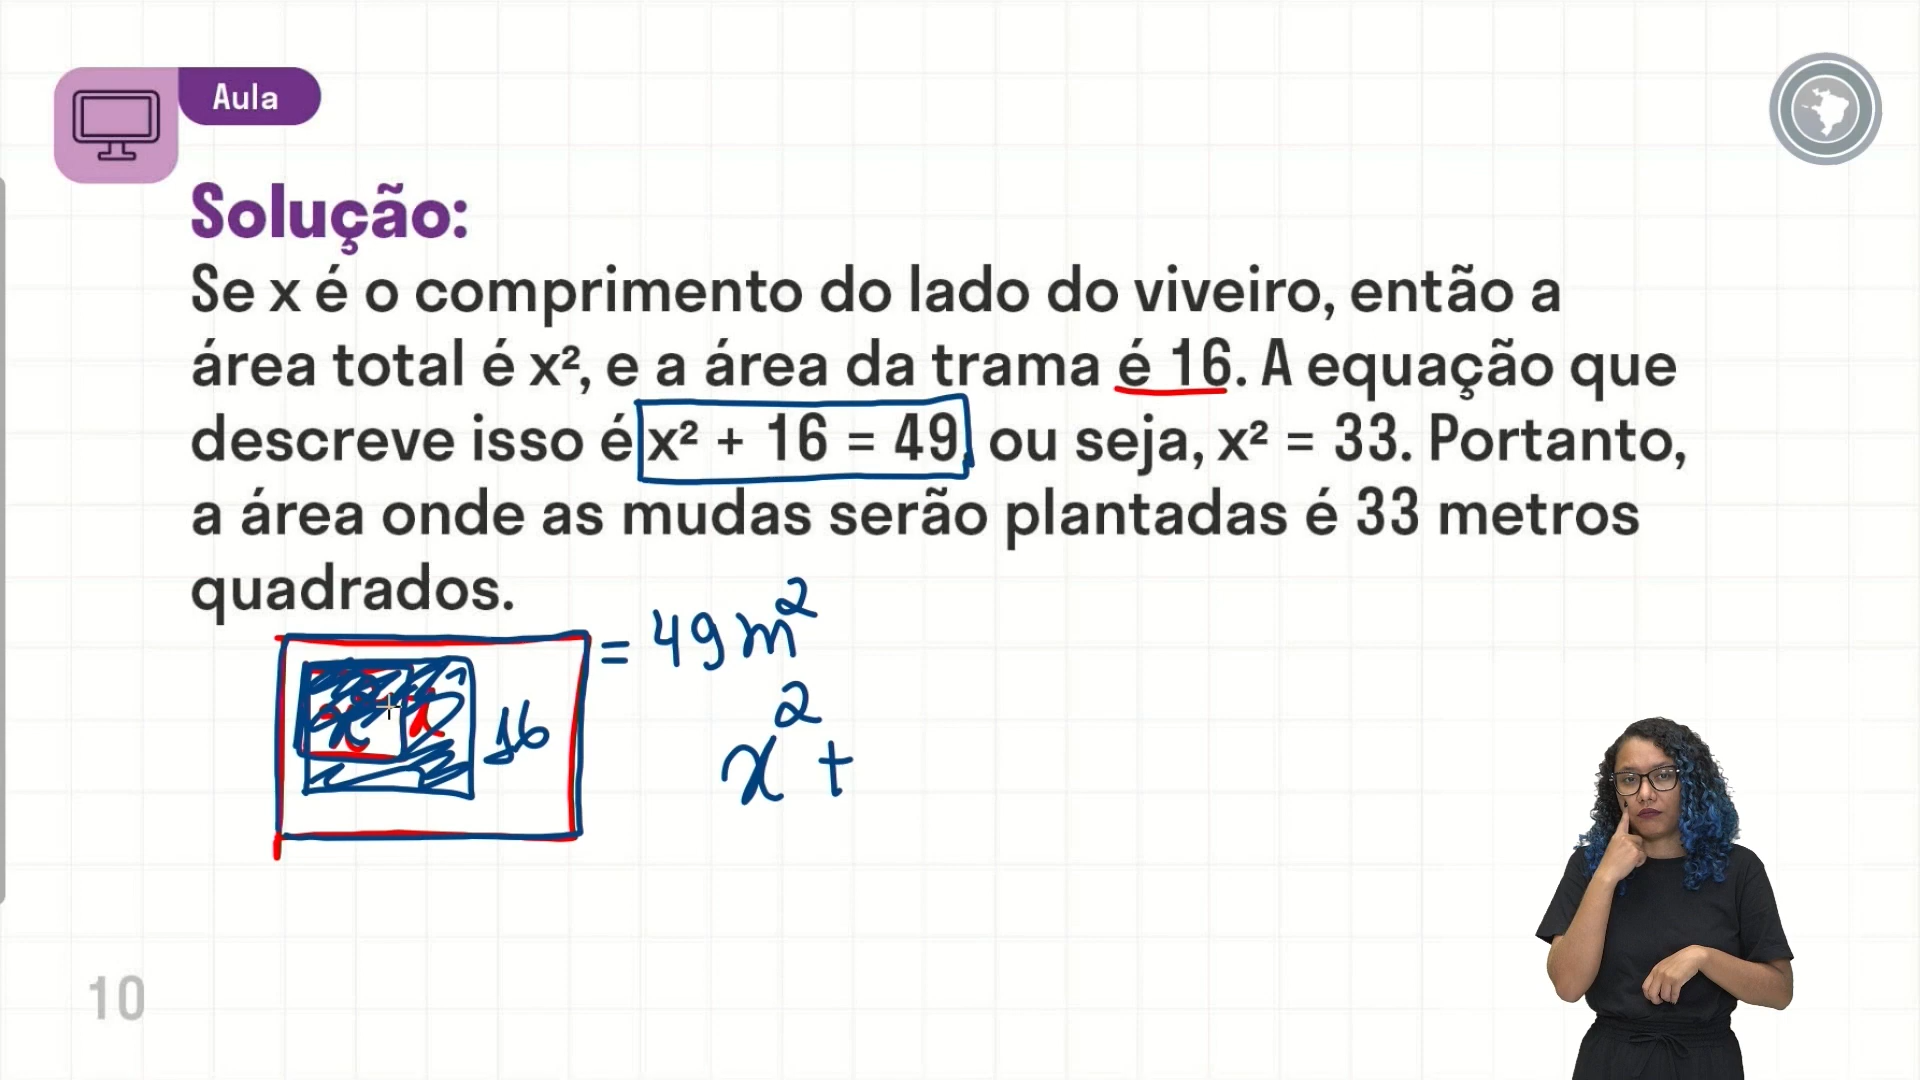 Aula
Solução:
Se x é o comprimento do lado do viveiro, então a
área total é x², e a área da trama é 16. A equação que
descreve isso é x² + 16 = 49, ou seja, x² = 33. Portanto,
a área onde as mudas serão plantadas é 33 metros
quadrados.
= 49 m²
x x 16
x² +
10